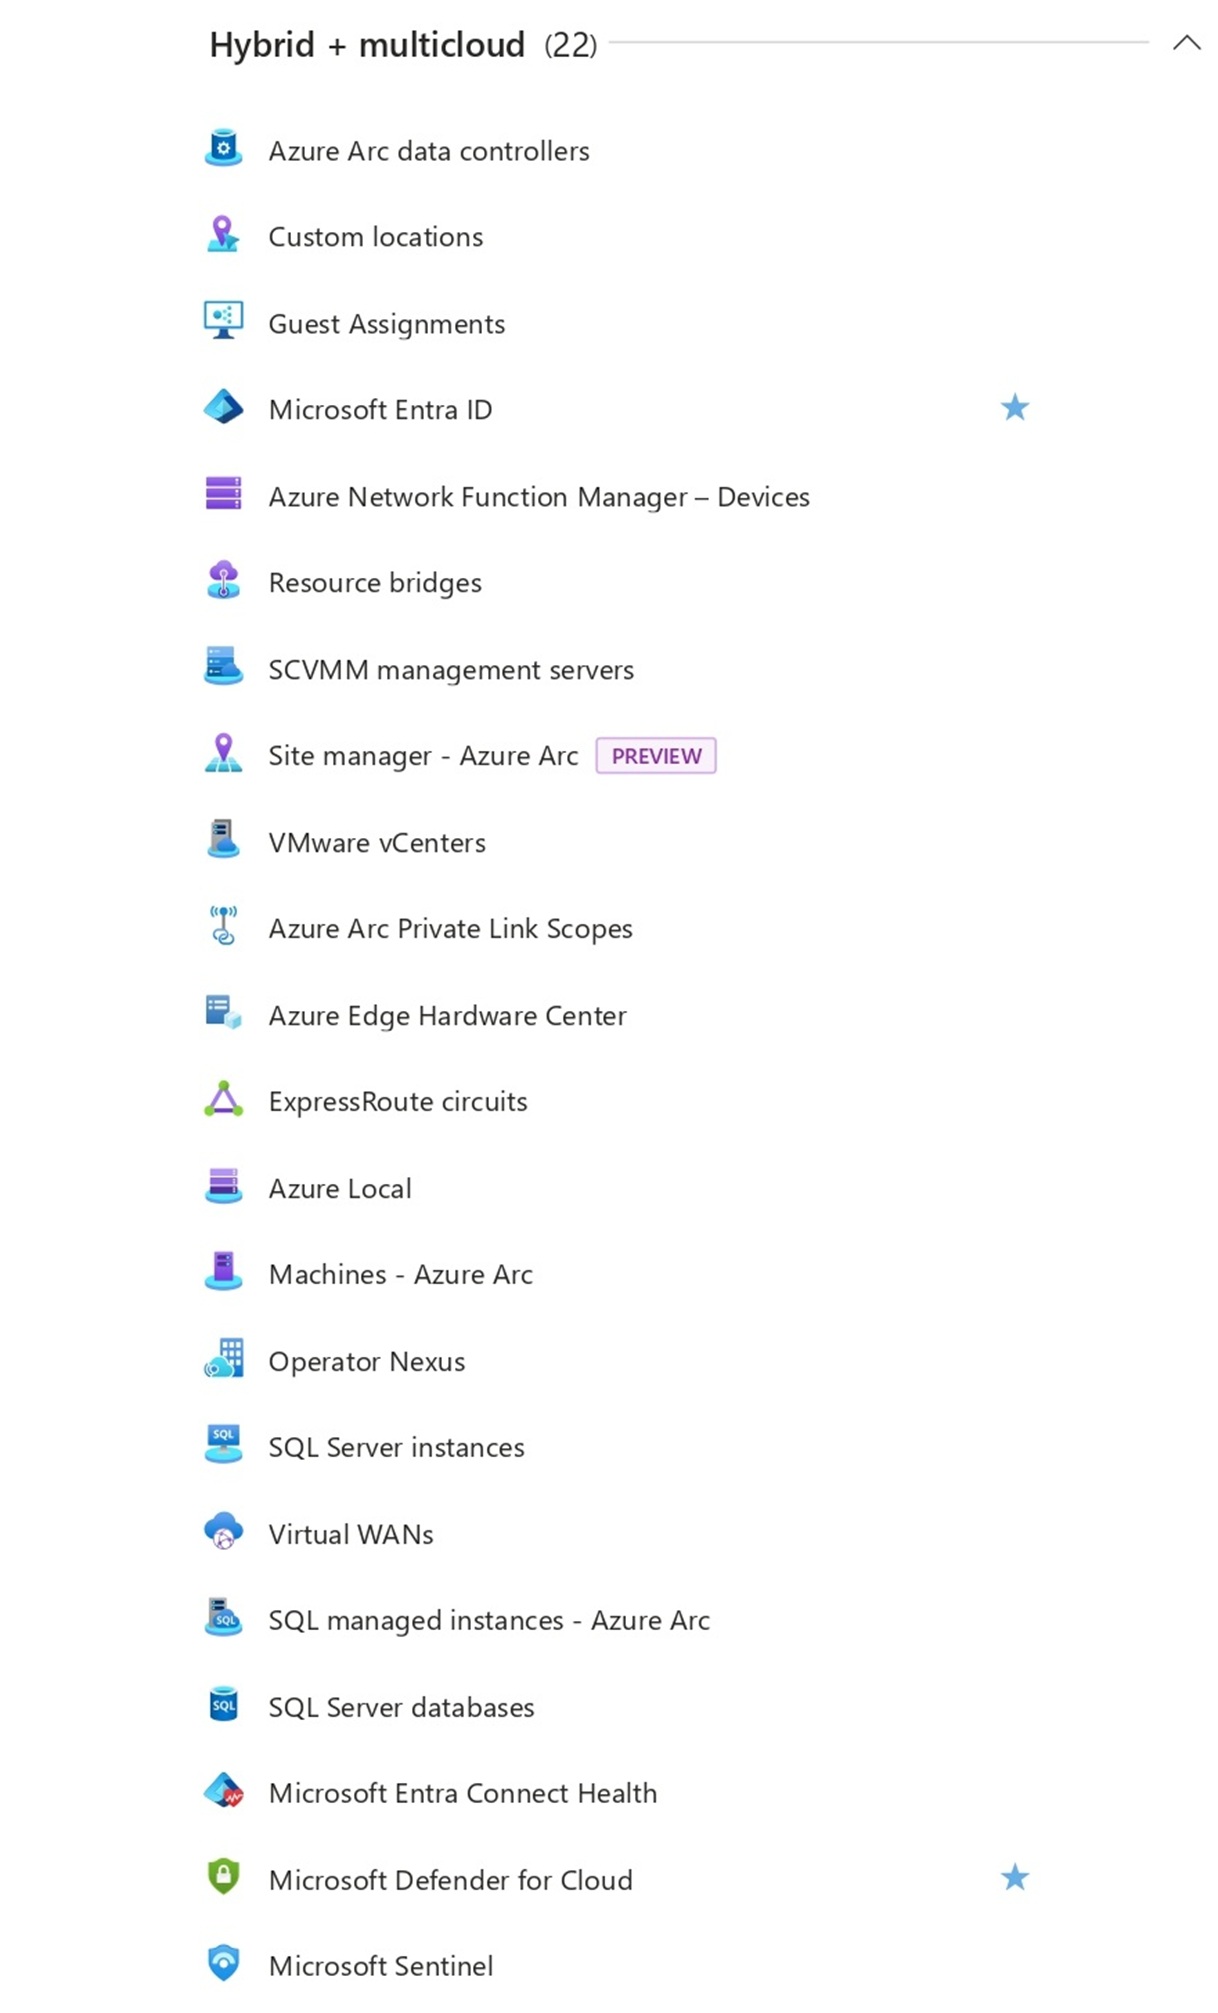 Hybrid + multicloud (22)
Azure Arc data controllers
Custom locations
Guest Assignments
Microsoft Entra ID
Azure Network Function Manager – Devices
Resource bridges
SCVMM management servers
Site manager - Azure Arc PREVIEW
VMware vCenters
Azure Arc Private Link Scopes
Azure Edge Hardware Center
ExpressRoute circuits
Azure Local
Machines - Azure Arc
Operator Nexus
SQL SQL Server instances
Virtual WANs
SQL SQL managed instances - Azure Arc
SQL SQL Server databases
Microsoft Entra Connect Health
Microsoft Defender for Cloud
Microsoft Sentinel